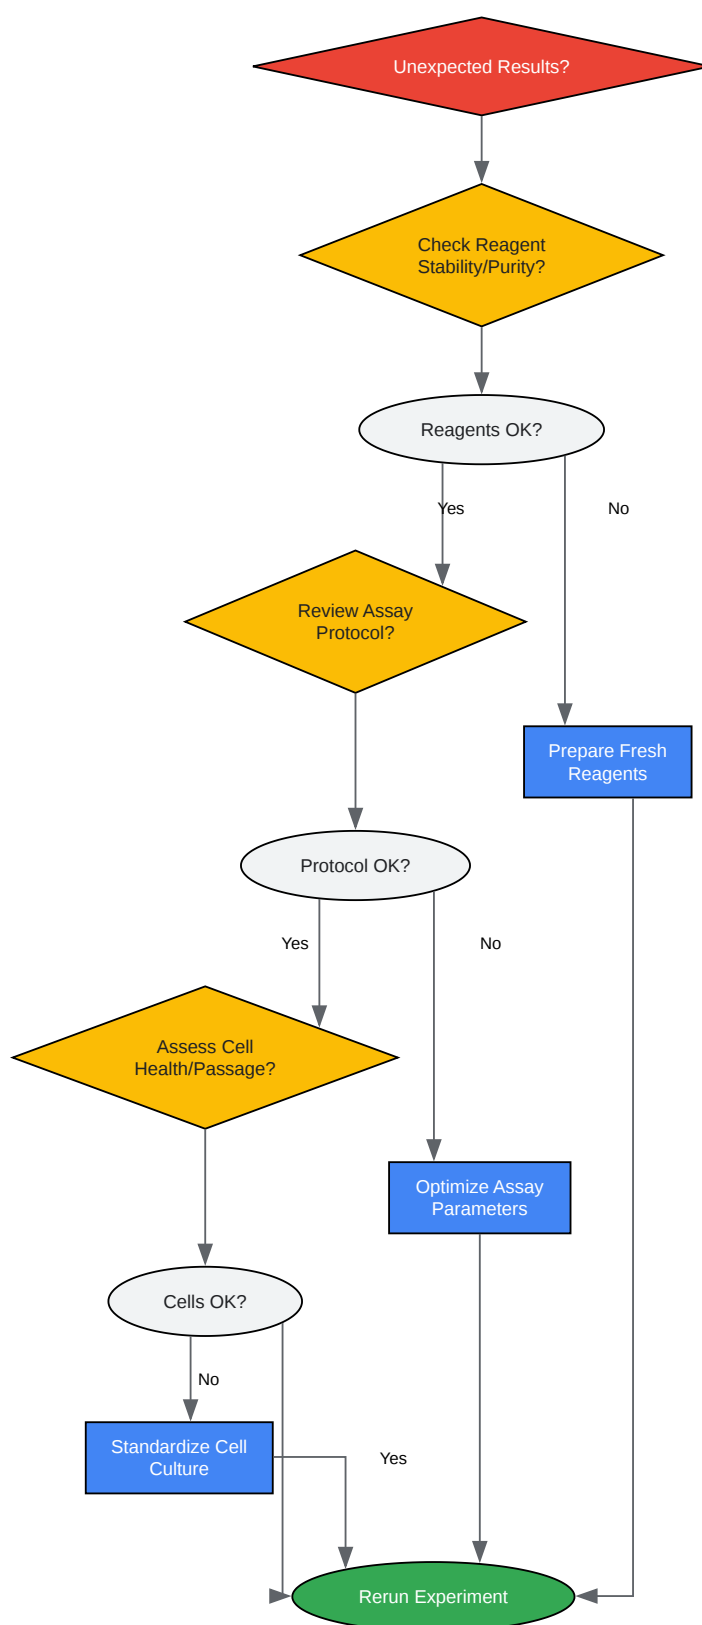 Unexpected Results?
Check Reagent
Stability/Purity?
Reagents OK?
Yes
No
Review Assay
Protocol?
Prepare Fresh
Reagents
Protocol OK?
Yes
No
Assess Cell
Health/Passage?
Optimize Assay
Parameters
Cells OK?
No
Standardize Cell
Culture
Yes
Rerun Experiment